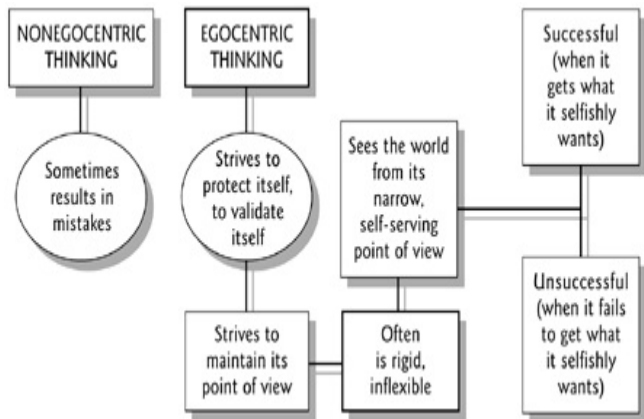 NONEGOCENTRIC
THINKING
Sometimes
results in
mistakes
EGOCENTRIC
THINKING
Strives to
protect itself,
to validate
itself
Strives to
maintain its
point of view
Often
is rigid,
inflexible
Sees the world
from its
narrow,
self-serving
point of view
Successful
(when it
gets what
it selfishly
wants)
Unsuccessful
(when it fails
to get what
it selfishly
wants)